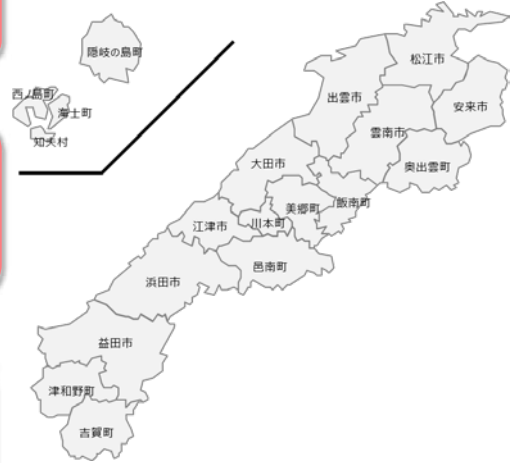 隠岐の島町
西ノ島町
海士町
知夫村
松江市
出雲市
安来市
雲南市
奥出雲町
大田市
飯南町
美郷町
川本町
江津市
邑南町
浜田市
益田市
津和野町
吉賀町